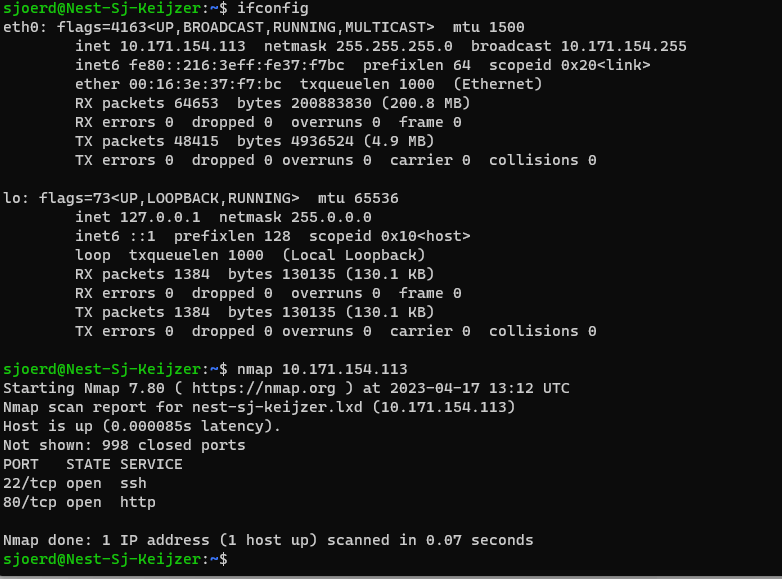 sjoerd@Nest-Sj-Keijzer:~$ ifconfig
eth0: flags=4163<UP,BROADCAST,RUNNING,MULTICAST>  mtu 1500
        inet 10.171.154.113  netmask 255.255.255.0  broadcast 10.171.154.255
        inet6 fe80::216:3eff:fe37:f7bc  prefixlen 64  scopeid 0x20<link>
        ether 00:16:3e:37:f7:bc  txqueuelen 1000  (Ethernet)
        RX packets 64653  bytes 200883830 (200.8 MB)
        RX errors 0  dropped 0  overruns 0  frame 0
        TX packets 48415  bytes 4936524 (4.9 MB)
        TX errors 0  dropped 0 overruns 0  carrier 0  collisions 0

lo: flags=73<UP,LOOPBACK,RUNNING>  mtu 65536
        inet 127.0.0.1  netmask 255.0.0.0
        inet6 ::1  prefixlen 128  scopeid 0x10<host>
        loop  txqueuelen 1000  (Local Loopback)
        RX packets 1384  bytes 130135 (130.1 KB)
        RX errors 0  dropped 0  overruns 0  frame 0
        TX packets 1384  bytes 130135 (130.1 KB)
        TX errors 0  dropped 0 overruns 0  carrier 0  collisions 0

sjoerd@Nest-Sj-Keijzer:~$ nmap 10.171.154.113
Starting Nmap 7.80 ( https://nmap.org ) at 2023-04-17 13:12 UTC
Nmap scan report for nest-sj-keijzer.lxd (10.171.154.113)
Host is up (0.000085s latency).
Not shown: 998 closed ports
PORT   STATE SERVICE
22/tcp open  ssh
80/tcp open  http

Nmap done: 1 IP address (1 host up) scanned in 0.07 seconds
sjoerd@Nest-Sj-Keijzer:~$